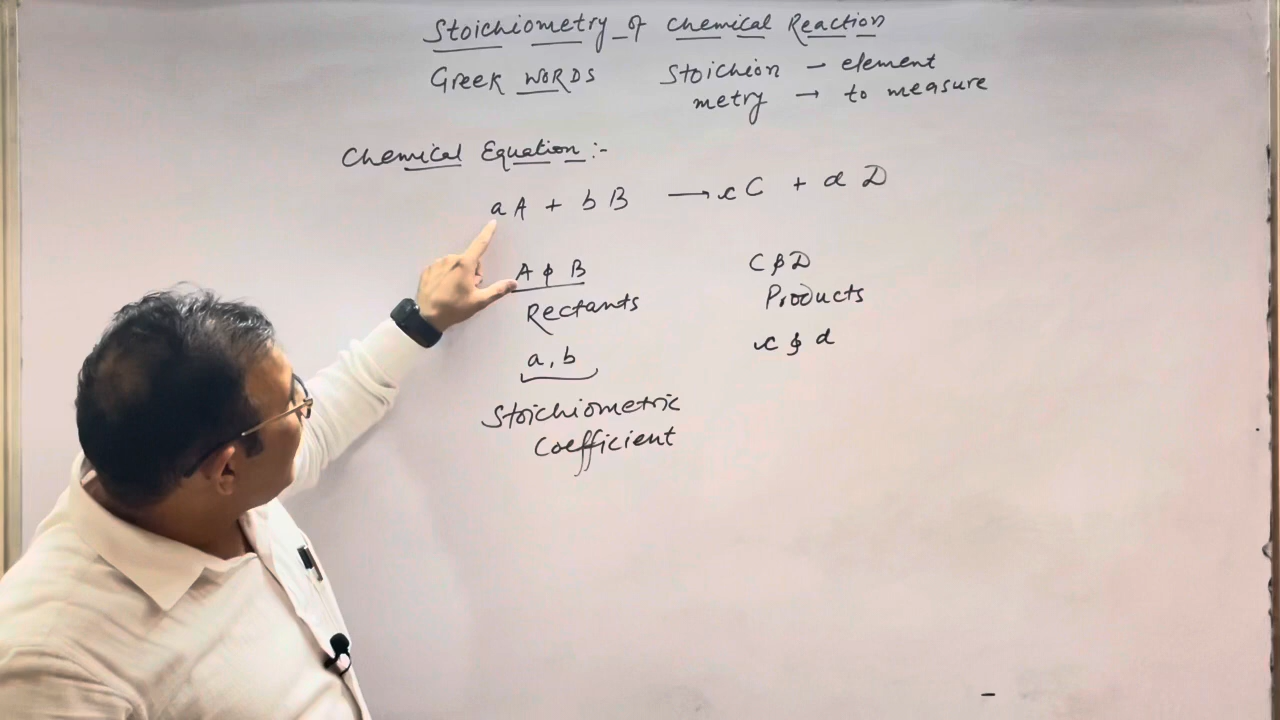 Stoichiometry of Chemical Reaction
Greek WORDS Stoichion – element
metry → to measure
Chemical Equation :-
aA + bB → cC + dD
A & B C & D
Rectants Products
a, b c & d
Stoichiometric
Coefficient